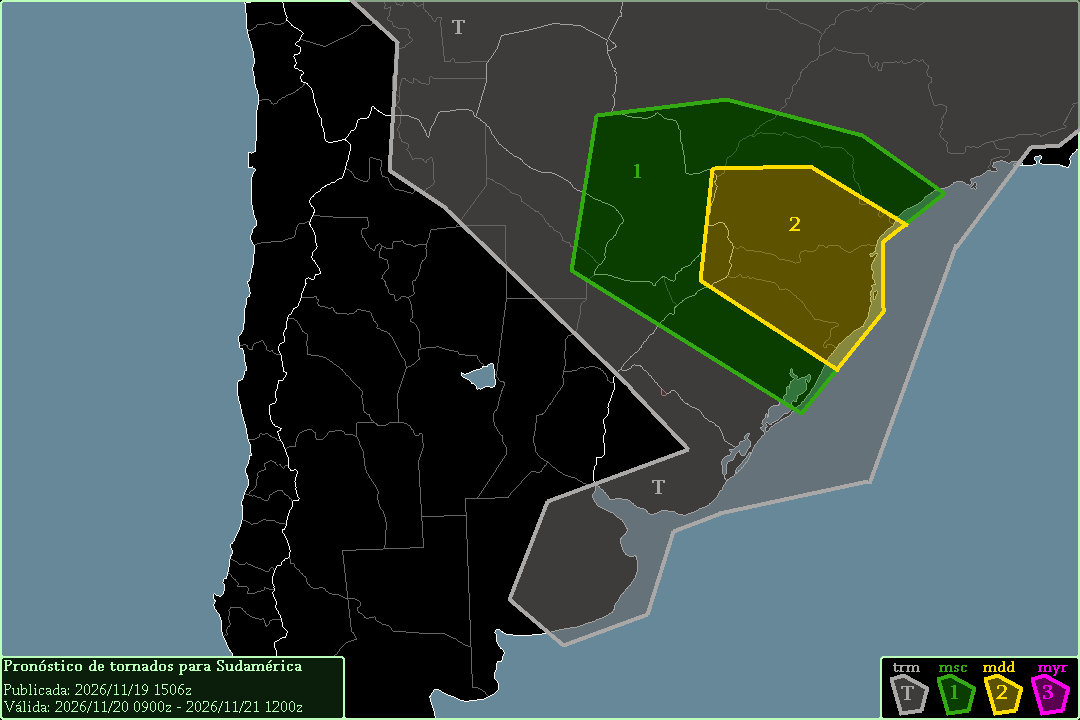 T
1
2
T
Pronóstico de tornados para Sudamérica
Publicada: 2026/11/19 1506z
Válida: 2026/11/20 0900z - 2026/11/21 1200z
trm msc mdd myr
T 1 2 3